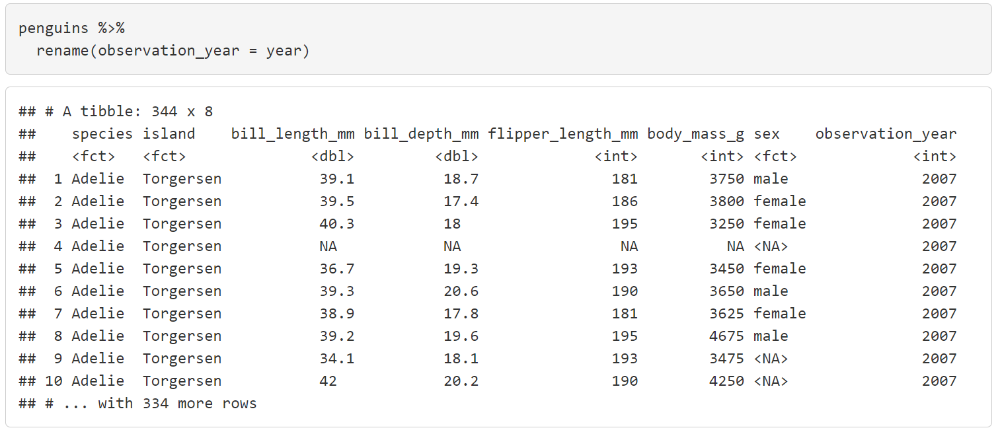 penguins %>%
  rename(observation_year = year)
## # A tibble: 344 x 8
##    species island    bill_length_mm bill_depth_mm flipper_length_mm body_mass_g sex    observation_year
##    <fct>   <fct>              <dbl>         <dbl>             <int>       <int> <fct>             <int>
##  1 Adelie  Torgersen           39.1          18.7               181        3750 male               2007
##  2 Adelie  Torgersen           39.5          17.4               186        3800 female             2007
##  3 Adelie  Torgersen           40.3          18                 195        3250 female             2007
##  4 Adelie  Torgersen           NA            NA                  NA          NA <NA>               2007
##  5 Adelie  Torgersen           36.7          19.3               193        3450 female             2007
##  6 Adelie  Torgersen           39.3          20.6               190        3650 male               2007
##  7 Adelie  Torgersen           38.9          17.8               181        3625 female             2007
##  8 Adelie  Torgersen           39.2          19.6               195        4675 male               2007
##  9 Adelie  Torgersen           34.1          18.1               193        3475 <NA>               2007
## 10 Adelie  Torgersen           42            20.2               190        4250 <NA>               2007
## # ... with 334 more rows